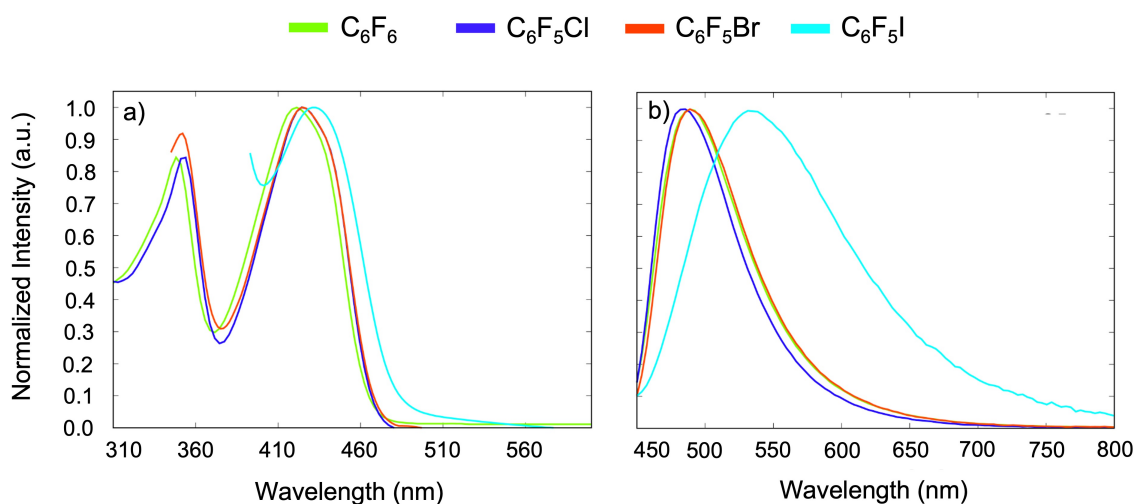 C₆F₆ C₆F₅Cl C₆F₅Br C₆F₅I
a) b)
Normalized Intensity (a.u.)
1.0
0.9
0.8
0.7
0.6
0.5
0.4
0.3
0.2
0.1
0.0
310 360 410 460 510 560
450 500 550 600 650 700 750 800
Wavelength (nm) Wavelength (nm)